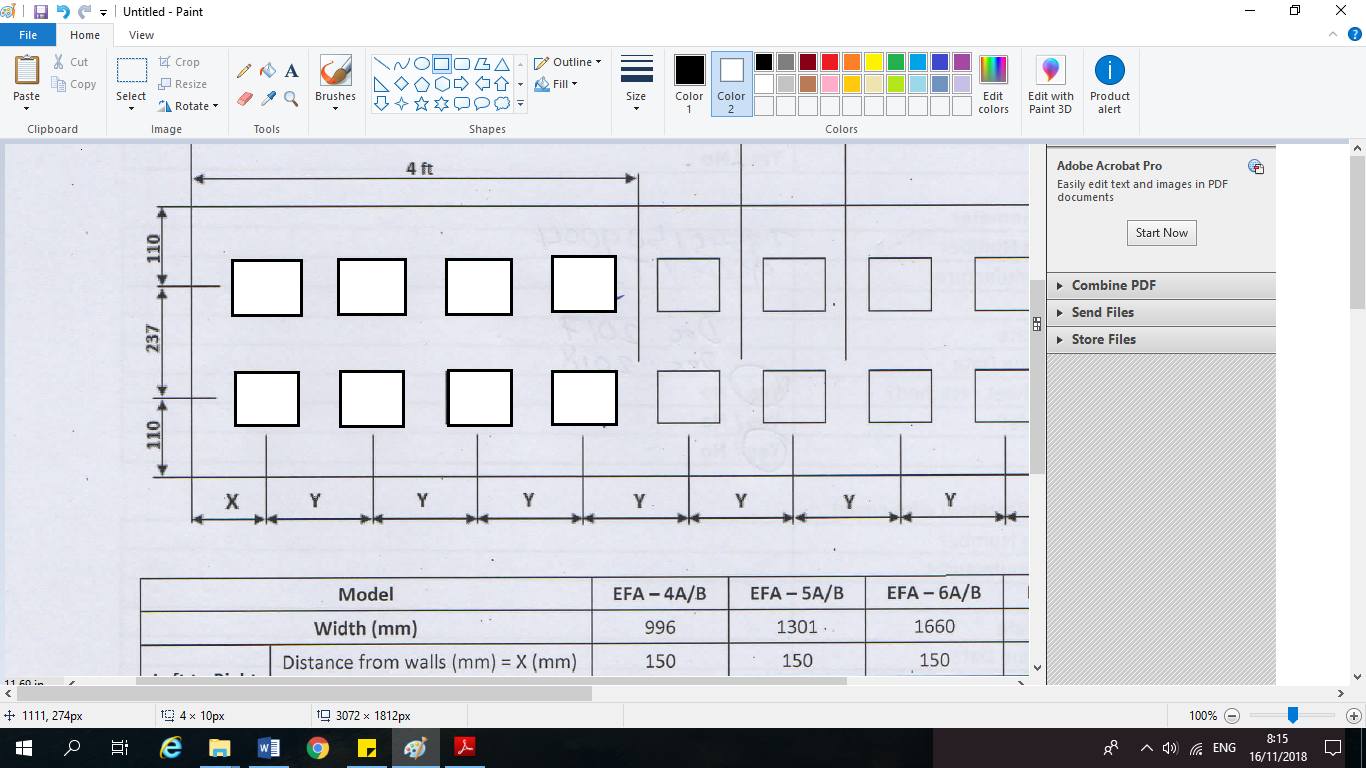 Untitled - Paint
File Home View
Paste Cut Copy
Clipboard
Select Crop Resize Rotate
Image
Tools
Brushes
Outline
Fill
Shapes
Size
Color 1
Color 2
Edit colors
Colors
Edit with Paint 3D
Product alert
4 ft
110
237
110
X Y Y Y Y Y Y Y
Model EFA – 4A/B EFA – 5A/B EFA – 6A/B
Width (mm) 996 1301 1660
Distance from walls (mm) = X (mm) 150 150 150
Adobe Acrobat Pro
Easily edit text and images in PDF
documents
Start Now
Combine PDF
Send Files
Store Files
1111, 274px 4 × 10px 3072 × 1812px 100%
ENG
8:15
16/11/2018